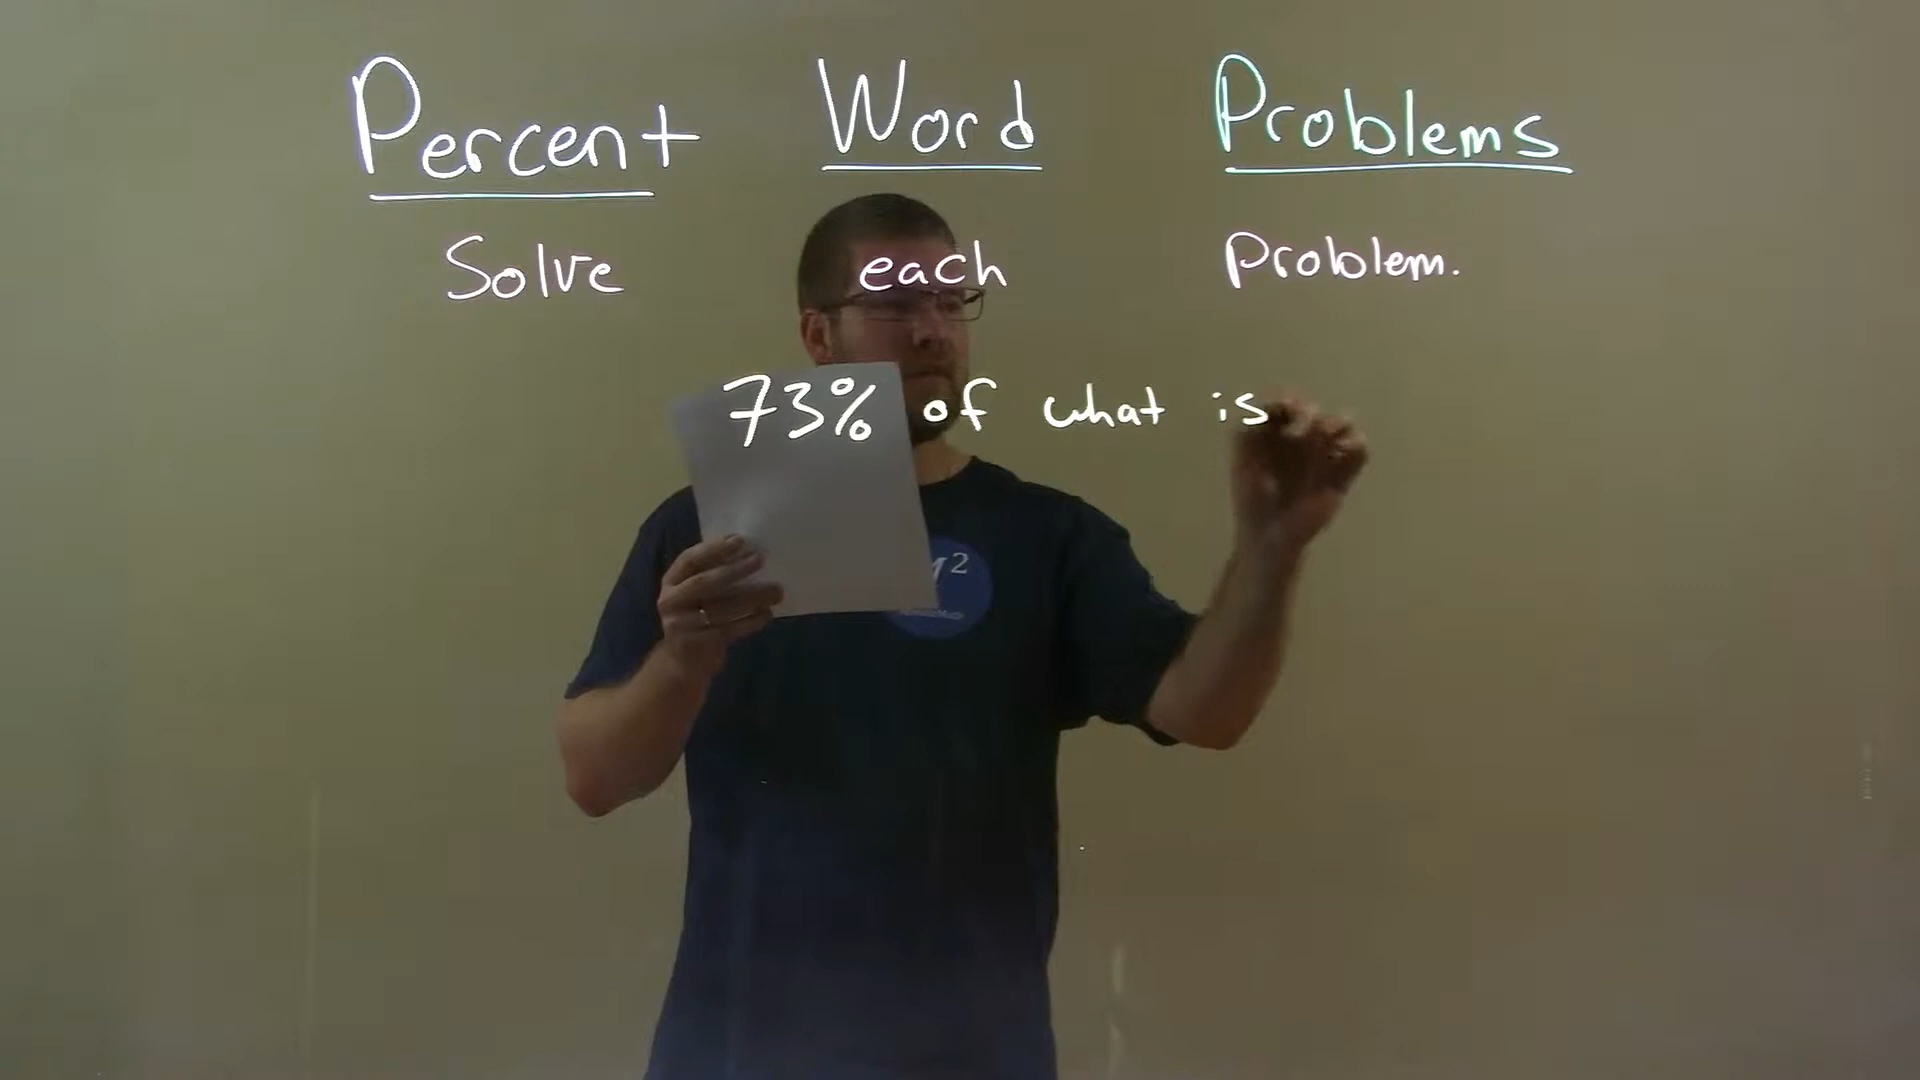 Percent Word Problems
Solve each problem.
73% of what is